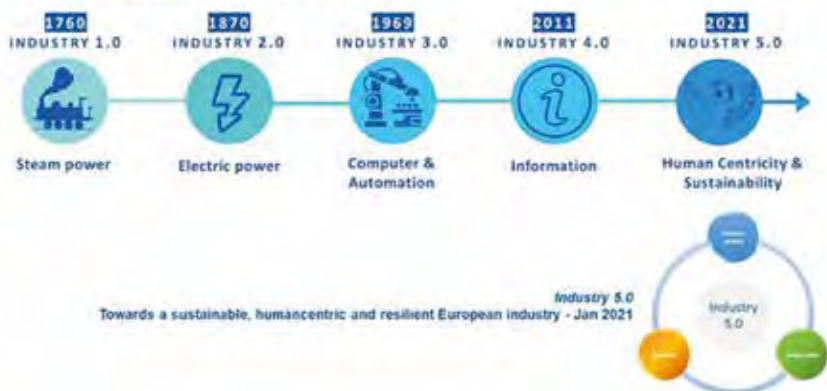 1760
INDUSTRY 1.0
Steam power
1870
INDUSTRY 2.0
Electric power
1969
INDUSTRY 3.0
Computer &
Automation
2011
INDUSTRY 4.0
Information
2021
INDUSTRY 5.0
Human Centricity &
Sustainability
Industry 5.0
Towards a sustainable, humancentric and resilient European industry - Jan 2021
Industry
5.0